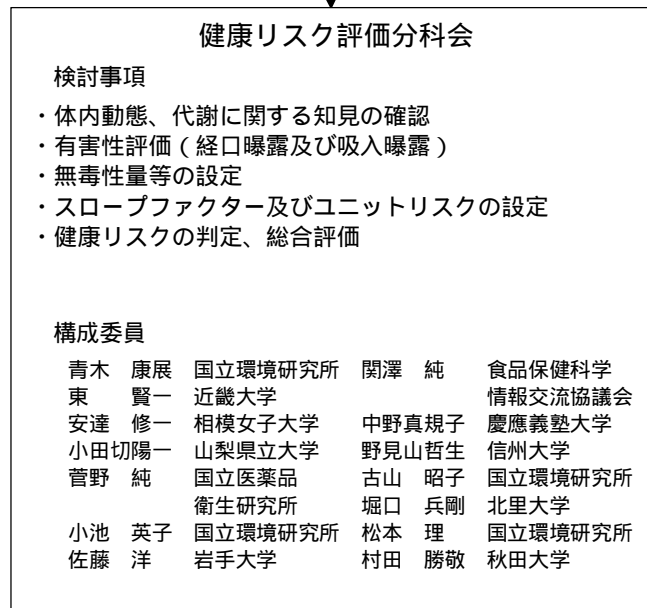 健康リスク評価分科会
検討事項
・体内動態、代謝に関する知見の確認
・有害性評価（経口曝露及び吸入曝露）
・無毒性量等の設定
・スロープファクター及びユニットリスクの設定
・健康リスクの判定、総合評価
構成委員
青木 康展 国立環境研究所 関澤 純 食品保健科学
東 賢一 近畿大学 情報交流協議会
安達 修一 相模女子大学 中野真規子 慶應義塾大学
小田切陽一 山梨県立大学 野見山哲生 信州大学
菅野 純 国立医薬品 古山 昭子 国立環境研究所
衛生研究所 堀口 兵剛 北里大学
小池 英子 国立環境研究所 松本 理 国立環境研究所
佐藤 洋 岩手大学 村田 勝敬 秋田大学